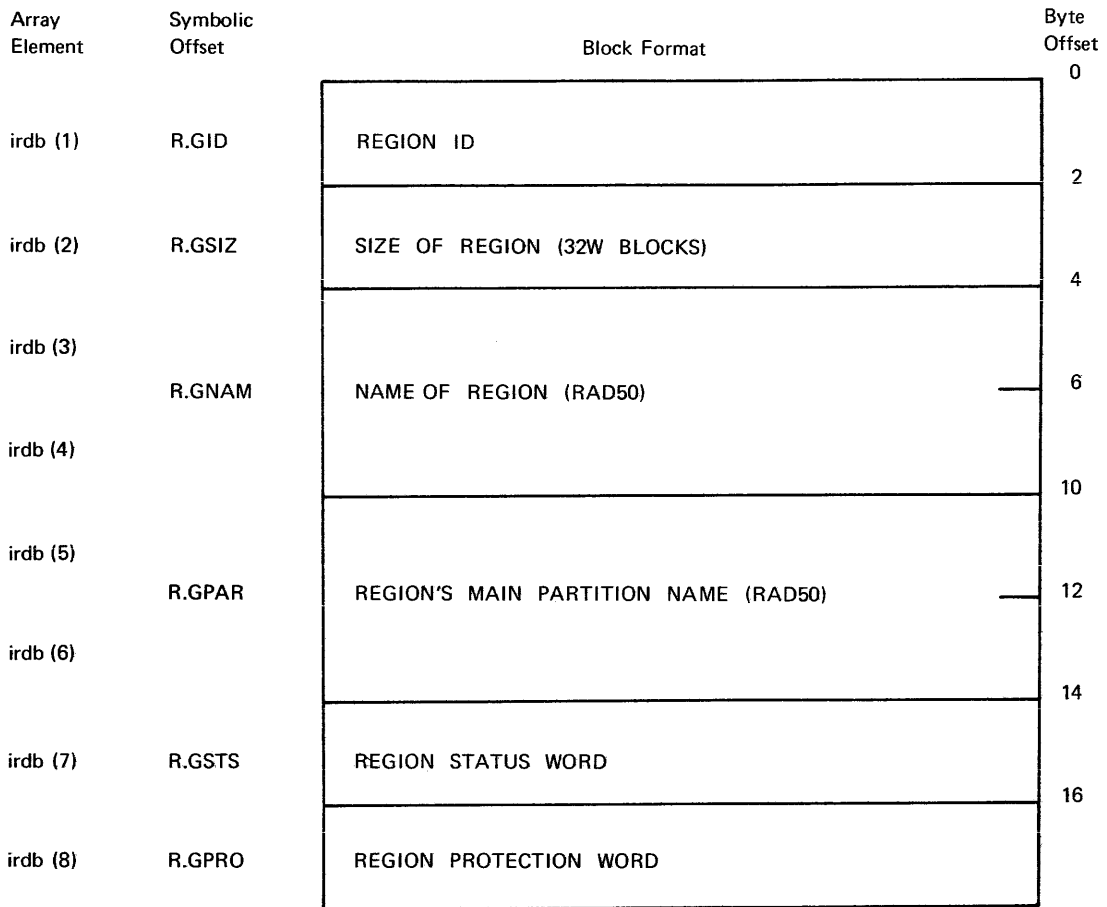 Array Element Symbolic Offset Block Format Byte Offset
0
irdb (1) R.GID REGION ID
2
irdb (2) R.GSIZ SIZE OF REGION (32W BLOCKS)
4
irdb (3)
R.GNAM NAME OF REGION (RAD50) 6
irdb (4)
10
irdb (5)
R.GPAR REGION'S MAIN PARTITION NAME (RAD50) 12
irdb (6)
14
irdb (7) R.GSTS REGION STATUS WORD
16
irdb (8) R.GPRO REGION PROTECTION WORD